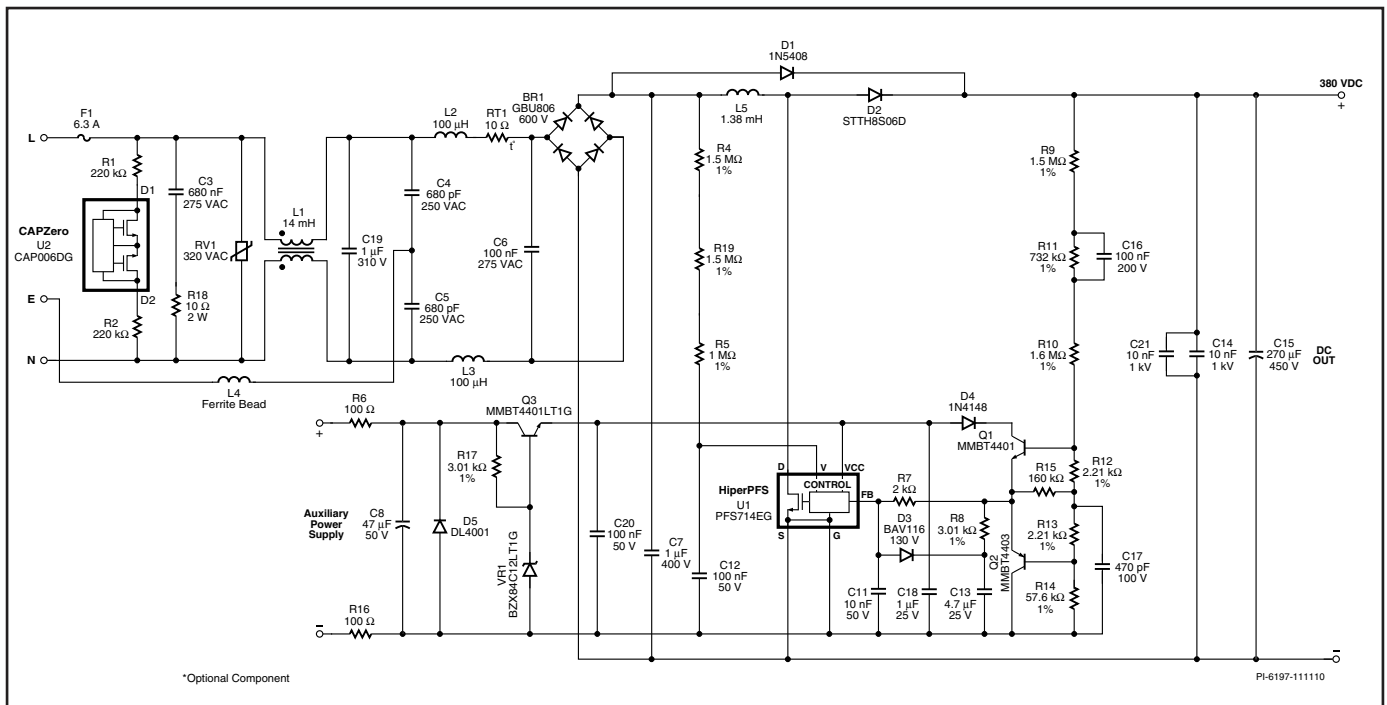 D1
1N5408
380 VDC
+
F1
6.3 A
L
L2
100 µH
RT1
10 Ω
t°
BR1
GBU806
600 V
L5
1.38 mH
D2
STTH8S06D
R1
220 kΩ
D1
C3
680 nF
275 VAC
CAPZero
U2
CAP006DG
D2
R2
220 kΩ
R18
10 Ω
2 W
RV1
320 VAC
L1
14 mH
C19
1 µF
310 V
C4
680 pF
250 VAC
C5
680 pF
250 VAC
C6
100 nF
275 VAC
E
N
L3
100 µH
L4
Ferrite Bead
R4
1.5 MΩ
1%
R19
1.5 MΩ
1%
R5
1 MΩ
1%
R9
1.5 MΩ
1%
R11
732 kΩ
1%
C16
100 nF
200 V
R10
1.6 MΩ
1%
C21
10 nF
1 kV
C14
10 nF
1 kV
C15
270 µF
450 V
DC
OUT
R6
100 Ω
+
Q3
MMBT4401LT1G
R17
3.01 kΩ
1%
Auxiliary
Power
Supply
C8
47 µF
50 V
D5
DL4001
VR1
BZX84C12LT1G
C20
100 nF
50 V
C7
1 µF
400 V
C12
100 nF
50 V
R16
100 Ω
–
D4
1N4148
Q1
MMBT4401
D
V
VCC
CONTROL
HiperPFS
U1
PFS714EG
FB
S
G
R7
2 kΩ
D3
BAV116
130 V
R15
160 kΩ
R12
2.21 kΩ
1%
R8
3.01 kΩ
1%
Q2
MMBT4403
R13
2.21 kΩ
1%
C17
470 pF
100 V
R14
57.6 kΩ
1%
C11
10 nF
50 V
C18
1 µF
25 V
C13
4.7 µF
25 V
–
*Optional Component
PI-6197-111110